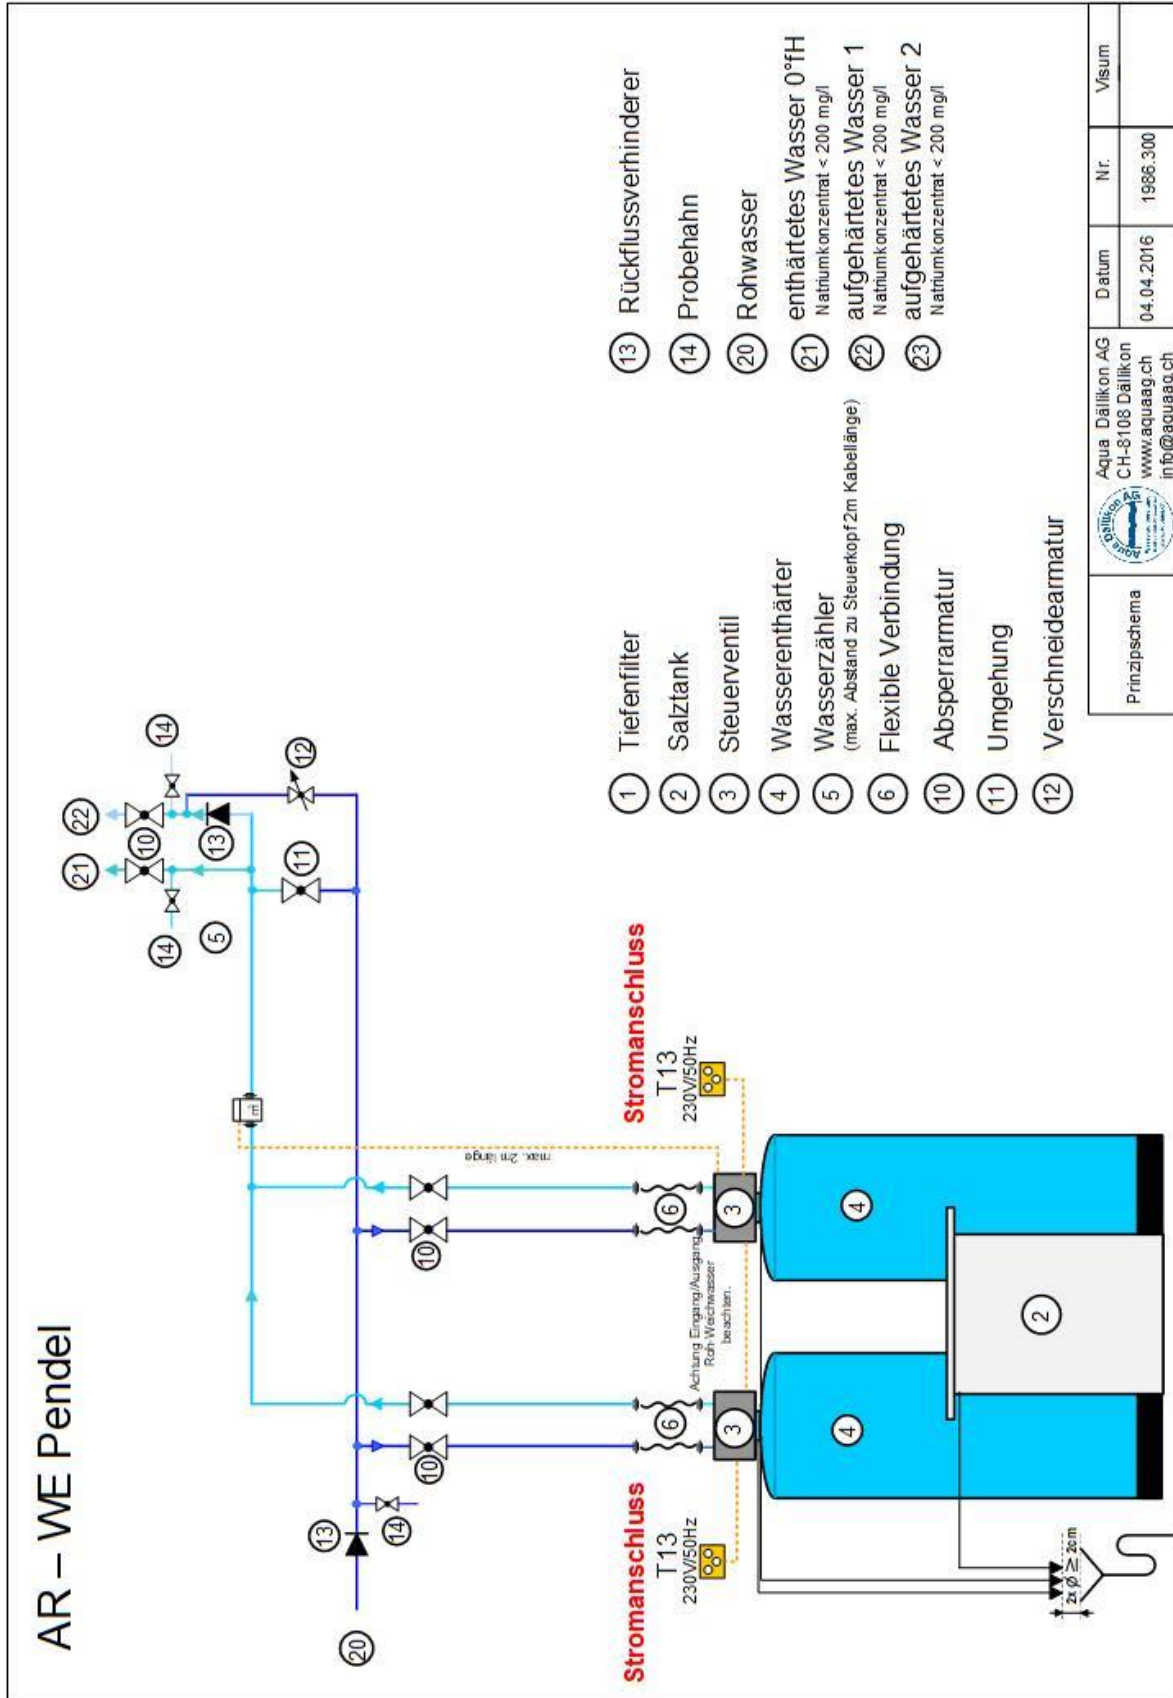 AR – WE Pendel
22
14
21
10
13
12
11
14
5
m³
13
20
14
10
10
max. 2m länge
6
6
Achtung Eingang/Ausgang
Roh-Weichwasser
beachten.
Stromanschluss
T13
230V/50Hz
Stromanschluss
T13
230V/50Hz
3
3
4
4
2
2x Ø ≥ 2cm
1 Tiefenfilter
2 Salztank
3 Steuerventil
4 Wasserenthärter
5 Wasserzähler
(max. Abstand zu Steuerkopf 2m Kabellänge)
6 Flexible Verbindung
10 Absperrarmatur
11 Umgehung
12 Verschneidearmatur
13 Rückflussverhinderer
14 Probehahn
20 Rohwasser
21 enthärtetes Wasser 0°fH
Natriumkonzentrat < 200 mg/l
22 aufgehärtetes Wasser 1
Natriumkonzentrat < 200 mg/l
23 aufgehärtetes Wasser 2
Natriumkonzentrat < 200 mg/l
Prinzipschema
Aqua Dällikon AG
Aqua Dällikon AG
CH-8108 Dällikon
www.aquaag.ch
info@aquaag.ch
Datum
04.04.2016
Nr.
1986.300
Visum